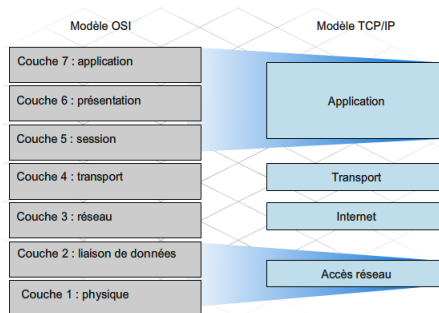 Modèle OSI
Modèle TCP/IP
Couche 7 : application
Couche 6 : présentation
Couche 5 : session
Couche 4 : transport
Couche 3 : réseau
Couche 2 : liaison de données
Couche 1 : physique
Application
Transport
Internet
Accès réseau